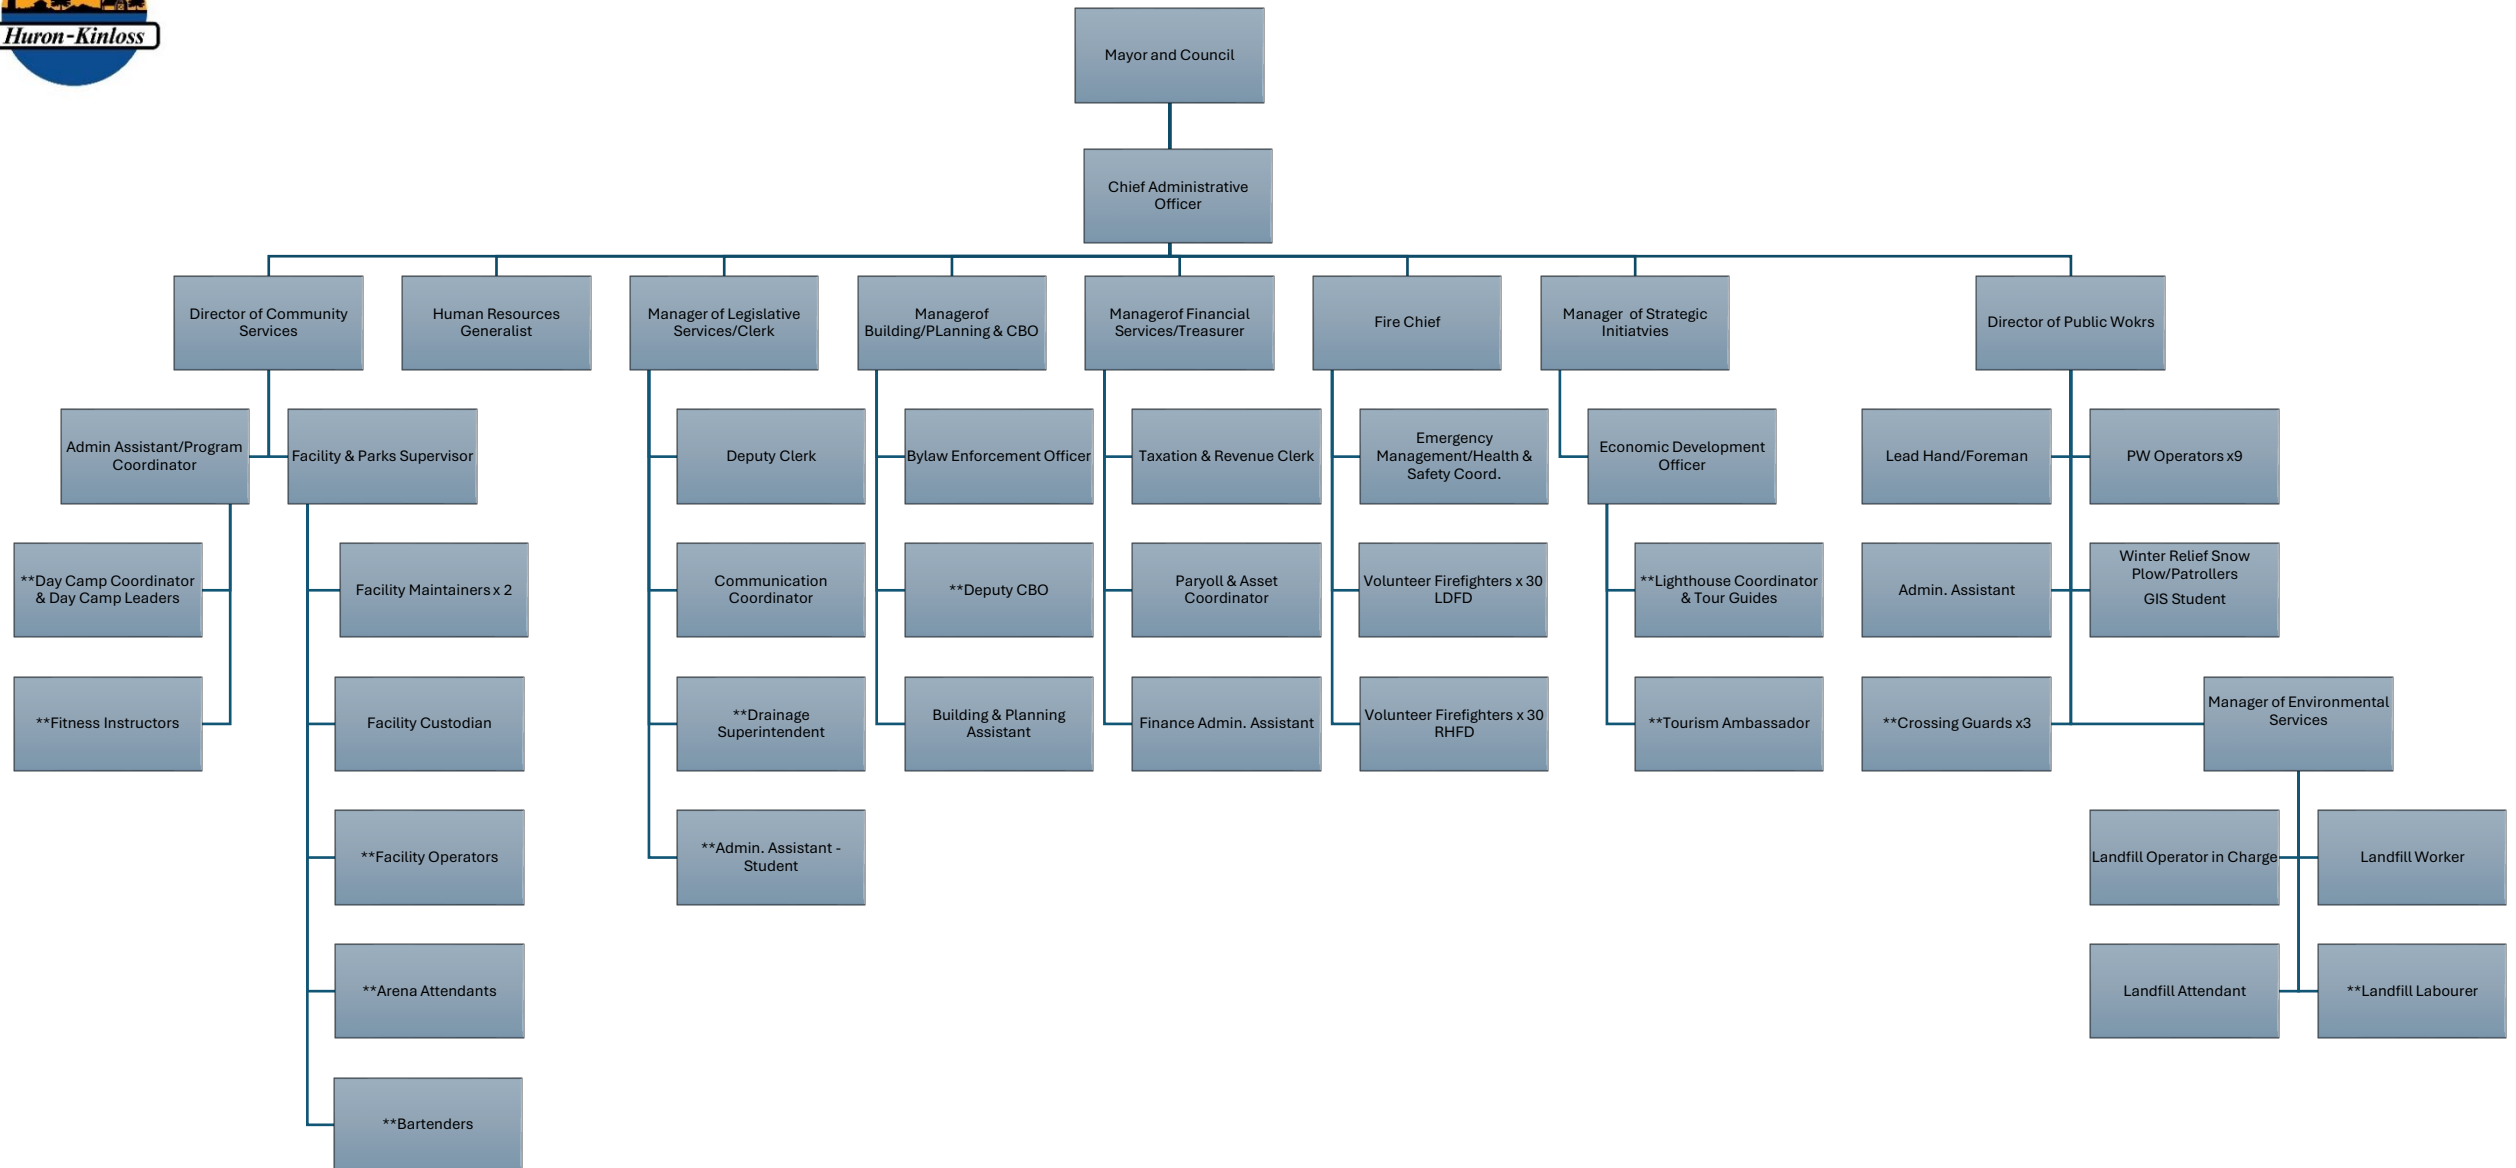 Huron-Kinloss
Mayor and Council
Chief Administrative
Officer
Director of Community
Services
Human Resources
Generalist
Manager of Legislative
Services/Clerk
Managerof
Building/PLanning & CBO
Managerof Financial
Services/Treasurer
Fire Chief
Manager  of Strategic
Initiatvies
Director of Public Wokrs
Admin Assistant/Program
Coordinator
Facility & Parks Supervisor
Deputy Clerk
Bylaw Enforcement Officer
Taxation & Revenue Clerk
Emergency
Management/Health &
Safety Coord.
Economic Development
Officer
Lead Hand/Foreman
PW Operators x9
**Day Camp Coordinator
& Day Camp Leaders
Facility Maintainers x 2
Communication
Coordinator
**Deputy CBO
Paryoll & Asset
Coordinator
Volunteer Firefighters x 30
LDFD
**Lighthouse Coordinator
& Tour Guides
Admin. Assistant
Winter Relief Snow
Plow/Patrollers
GIS Student
**Fitness Instructors
Facility Custodian
**Drainage
Superintendent
Building & Planning
Assistant
Finance Admin. Assistant
Volunteer Firefighters x 30
RHFD
**Tourism Ambassador
**Crossing Guards x3
Manager of Environmental
Services
**Facility Operators
**Admin. Assistant -
Student
Landfill Operator in Charge
Landfill Worker
**Arena Attendants
Landfill Attendant
**Landfill Labourer
**Bartenders